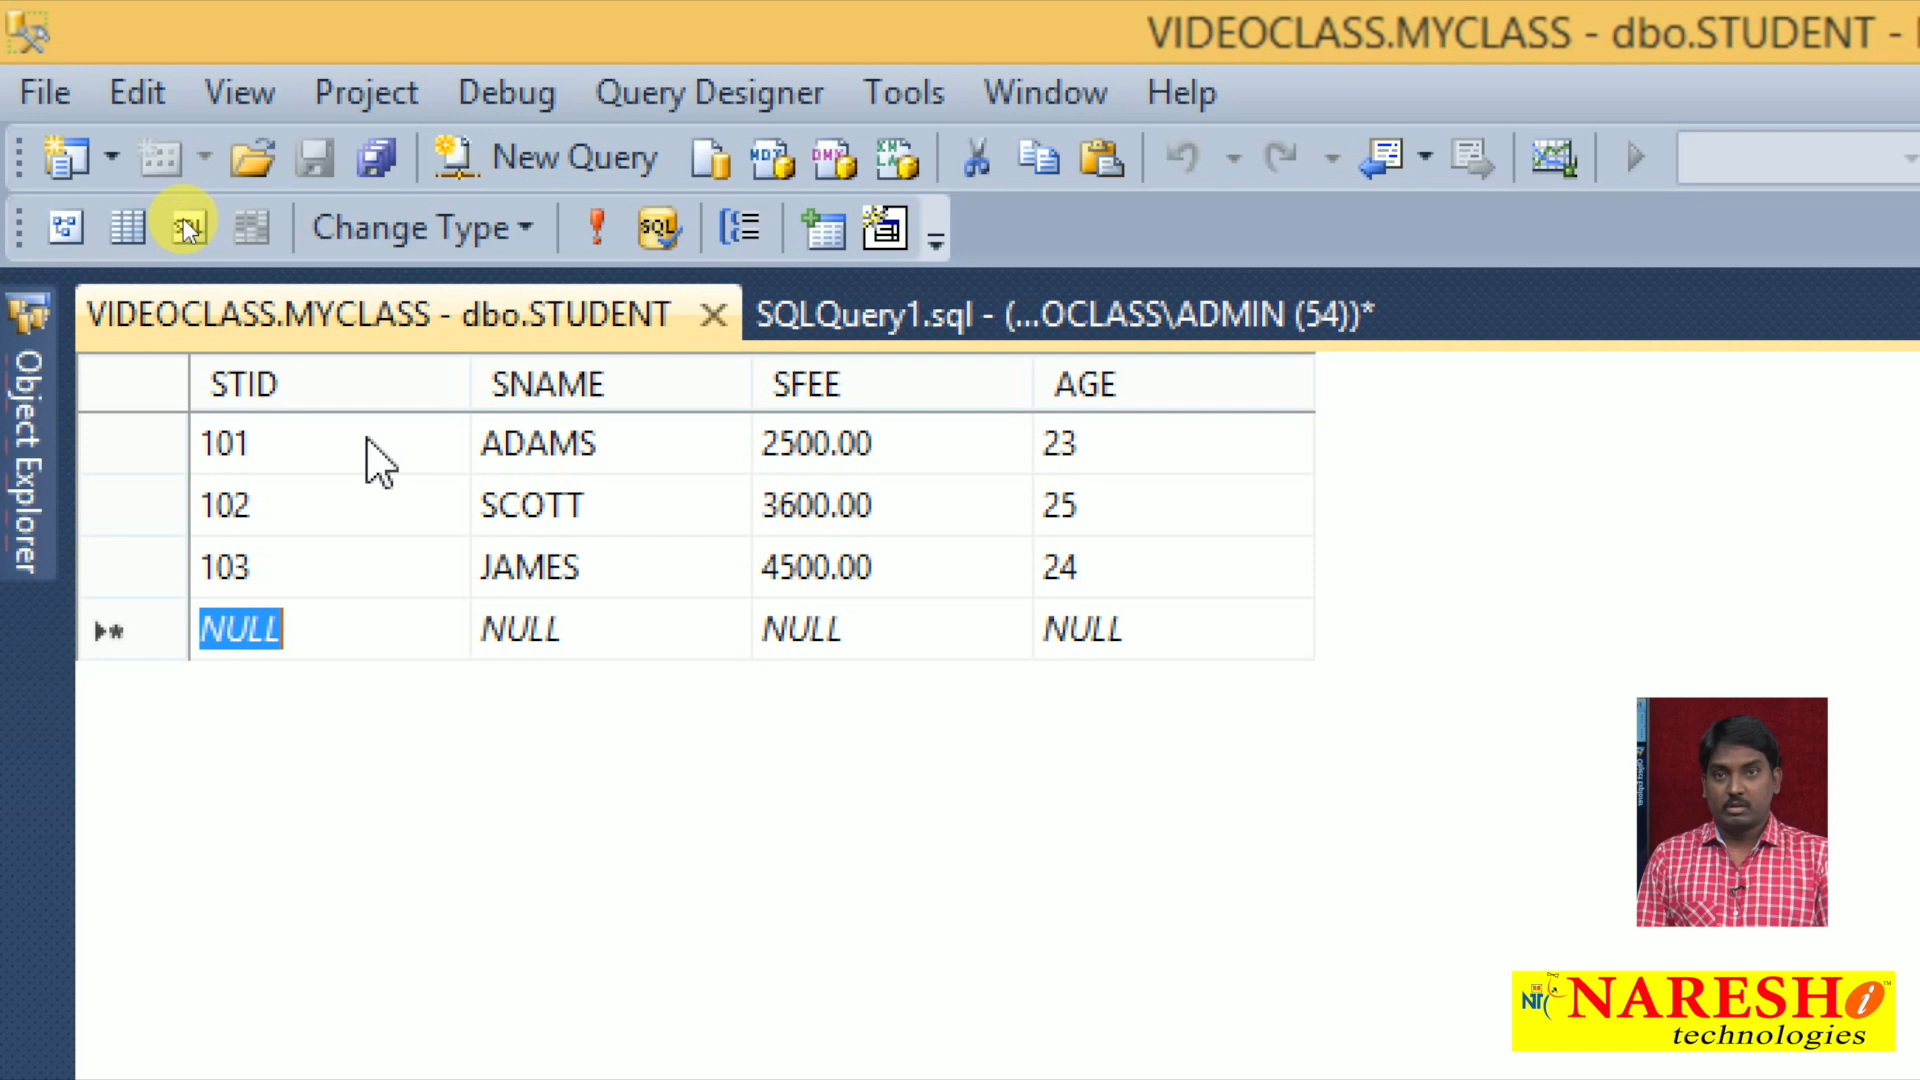 VIDEOCLASS.MYCLASS - dbo.STUDENT -
File Edit View Project Debug Query Designer Tools Window Help
New Query
Change Type
VIDEOCLASS.MYCLASS - dbo.STUDENT
SQLQuery1.sql - (...OCLASS\ADMIN (54))*
Object Explorer
STID SNAME SFEE AGE
101 ADAMS 2500.00 23
102 SCOTT 3600.00 25
103 JAMES 4500.00 24
NULL NULL NULL NULL
NARESH i
technologies